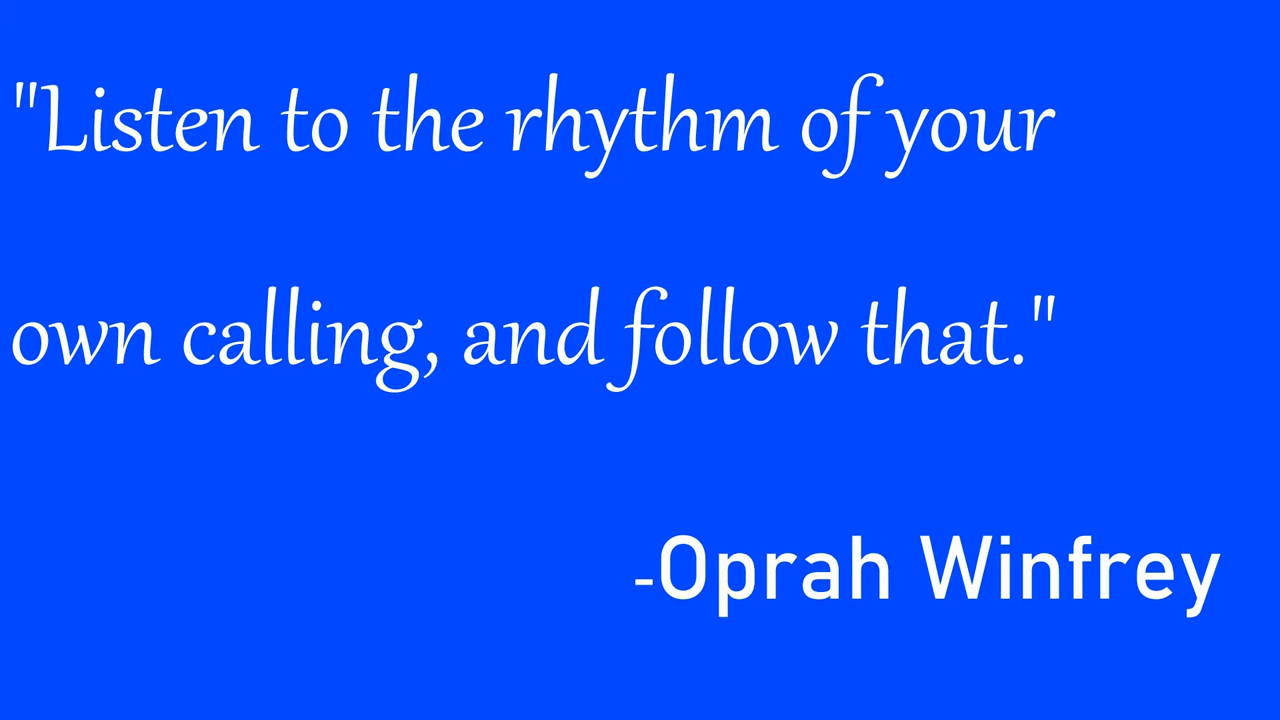 "Listen to the rhythm of your
own calling, and follow that."
-Oprah Winfrey